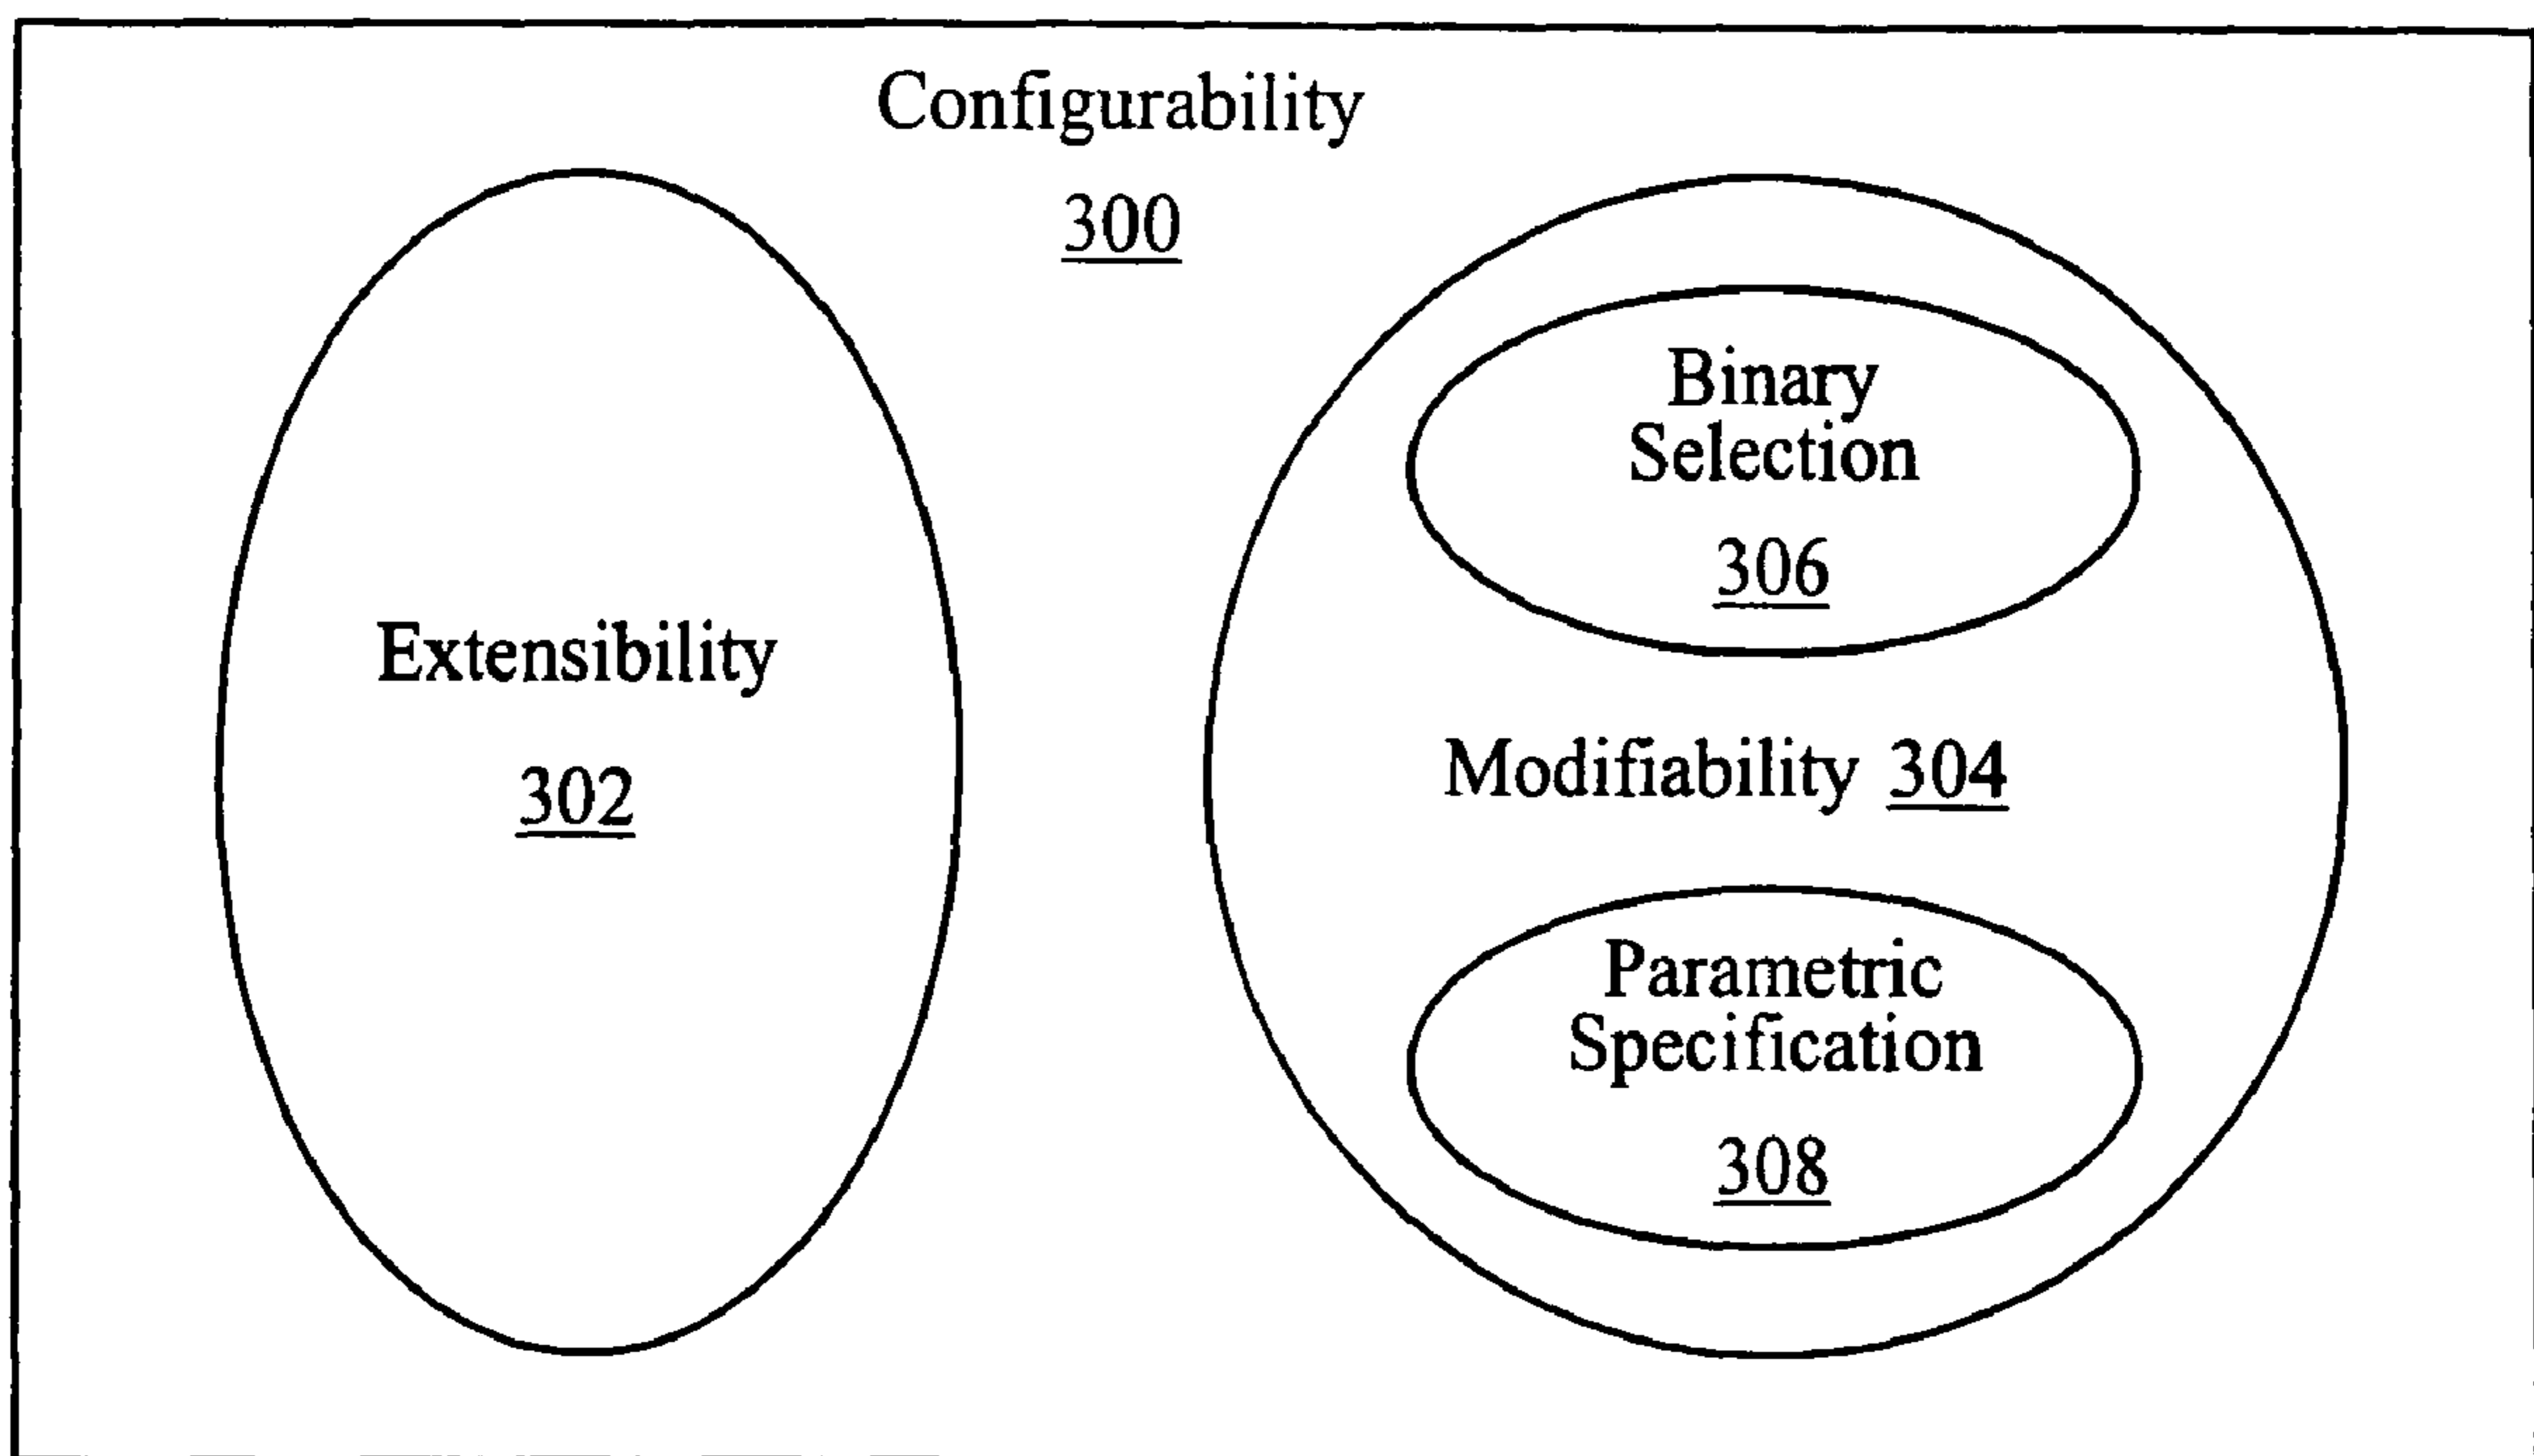 Configurability
300
Extensibility
302
Binary
Selection
306
Modifiability 304
Parametric
Specification
308